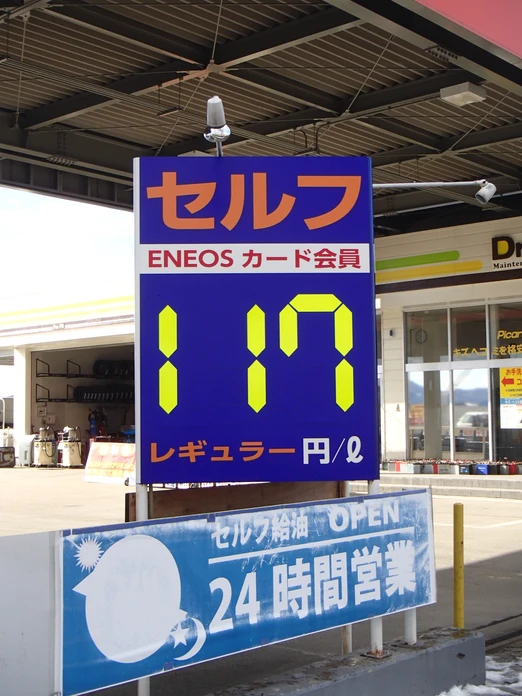 セルフ
ENEOS カード会員
117
レギュラー 円/ℓ
セルフ給油 OPEN
24時間営業